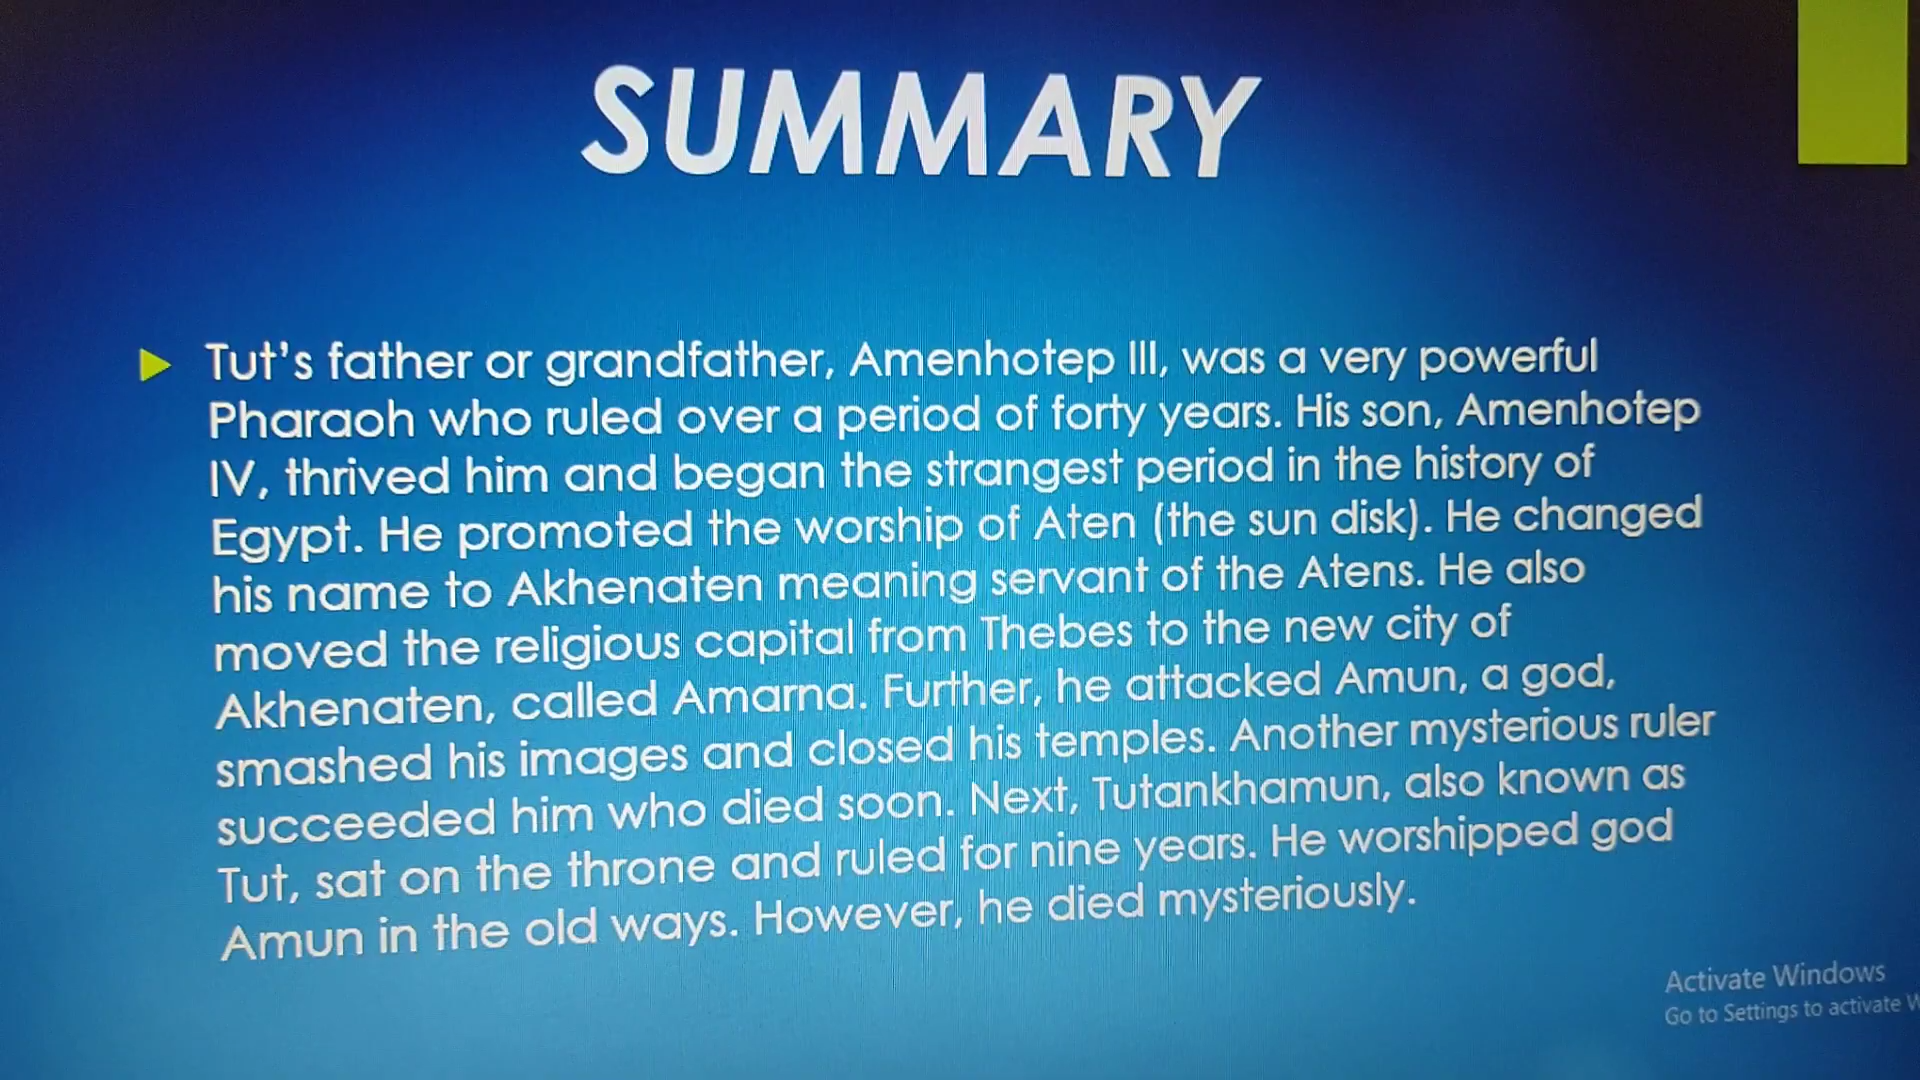 SUMMARY
Tut's father or grandfather, Amenhotep III, was a very powerful
Pharaoh who ruled over a period of forty years. His son, Amenhotep
IV, thrived him and began the strangest period in the history of
Egypt. He promoted the worship of Aten (the sun disk). He changed
his name to Akhenaten meaning servant of the Atens. He also
moved the religious capital from Thebes to the new city of
Akhenaten, called Amarna. Further, he attacked Amun, a god,
smashed his images and closed his temples. Another mysterious ruler
succeeded him who died soon. Next, Tutankhamun, also known as
Tut, sat on the throne and ruled for nine years. He worshipped god
Amun in the old ways. However, he died mysteriously.
Activate Windows
Go to Settings to activate W